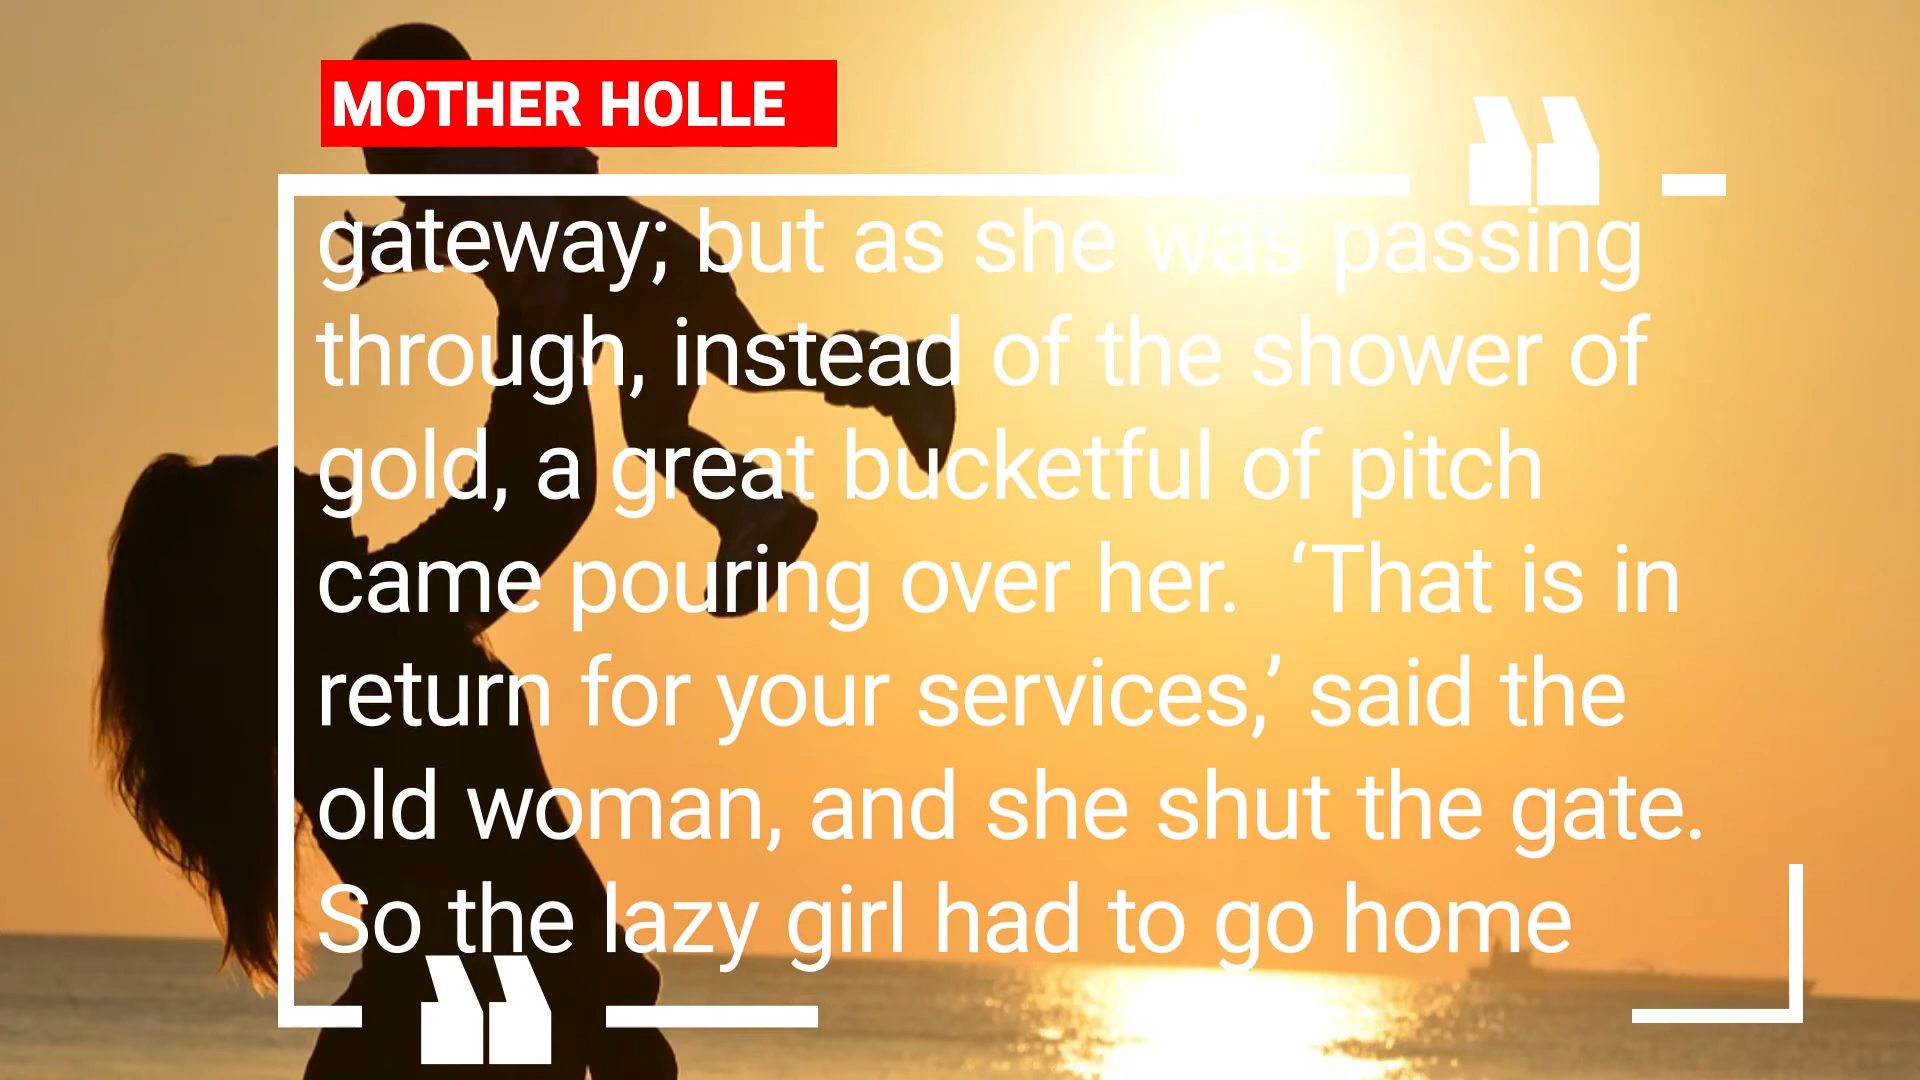 MOTHER HOLLE
gateway; but as she was passing
through, instead of the shower of
gold, a great bucketful of pitch
came pouring over her.  ‘That is in
return for your services,’ said the
old woman, and she shut the gate.
So the lazy girl had to go home